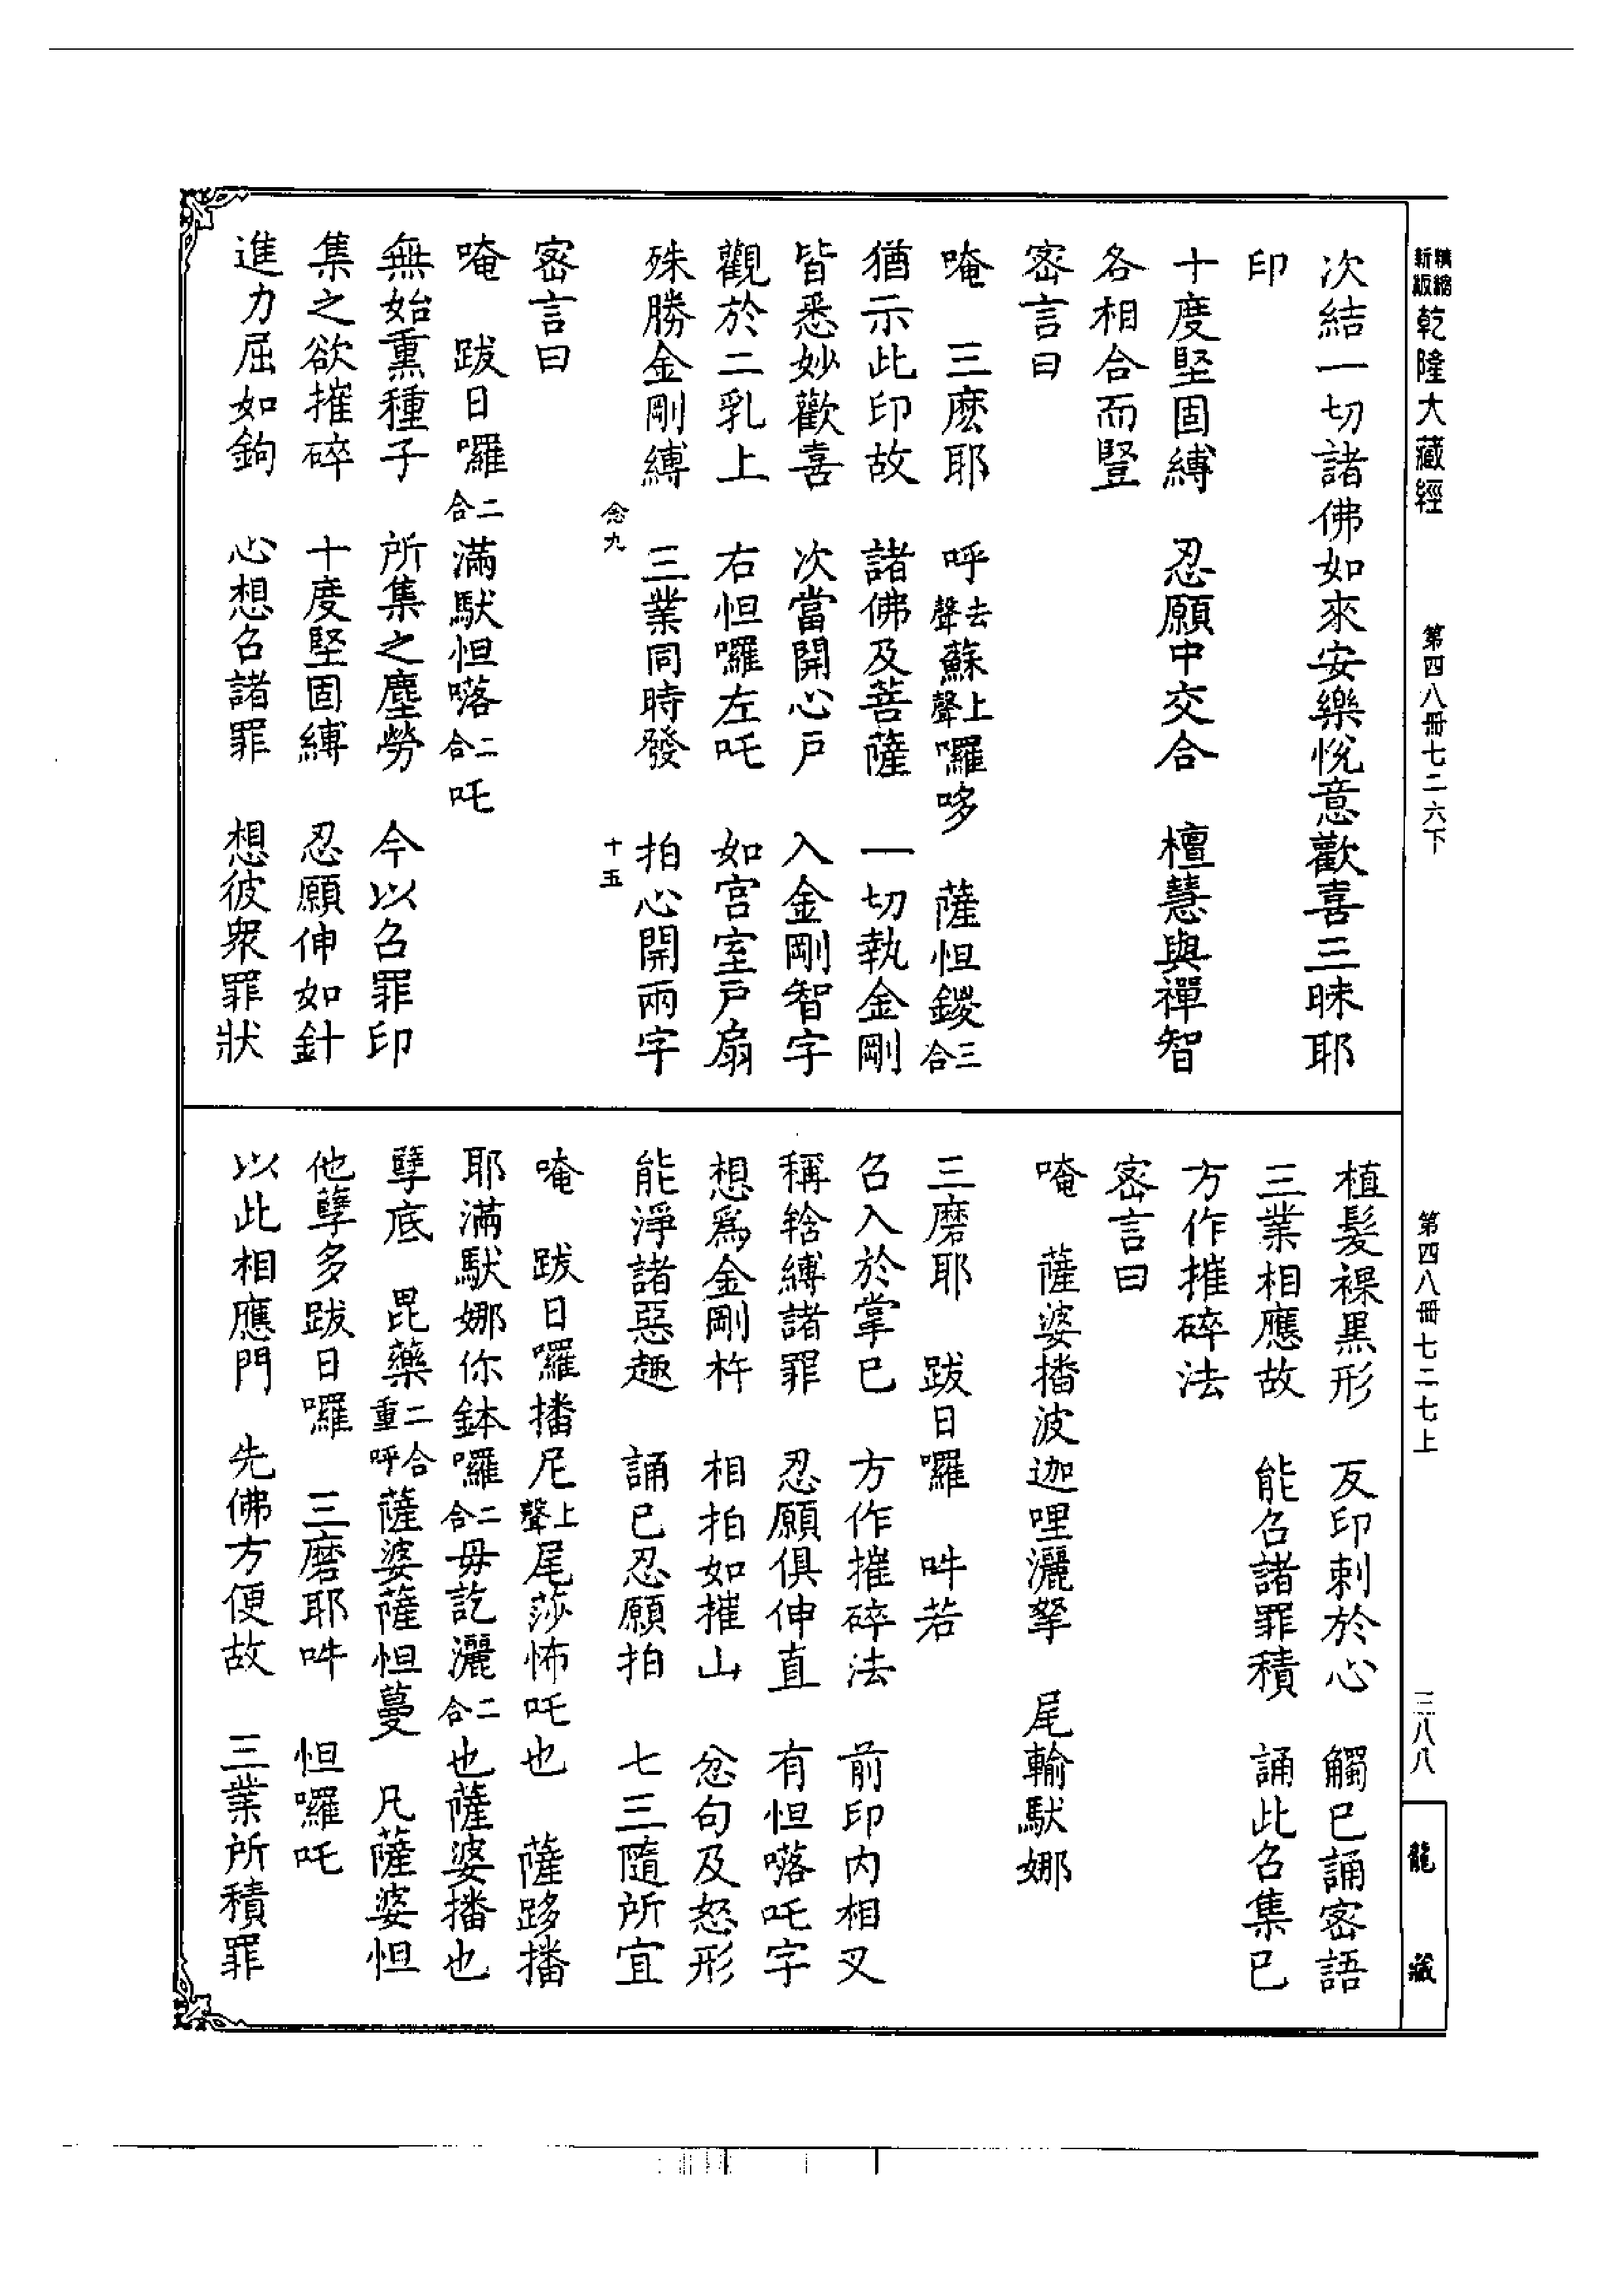 精縮新版乾隆大藏經
第四八冊七二六下
第四八冊七二七上
三八八
龍藏
次結一切諸佛如來安樂悅意歡喜三昧耶
印
十度堅固縛　忍願中交合　檀慧與禪智
各相合而豎
密言曰
唵　三麽耶　呼去聲蘇上聲囉哆　薩怛鑁三合
猶示此印故　諸佛及菩薩　一切執金剛
皆悉妙歡喜　次當開心戶　入金剛智字
觀於二乳上　右怛囉左吒　如宮室戶扇
殊勝金剛縛　三業同時發　拍心開兩字
念九　十五
密言曰
唵　跋日囉二合滿馱怛㘕二合吒
無始熏種子　所集之塵勞　今以召罪印
集之欲摧碎　十度堅固縛　忍願伸如針
進力屈如鉤　心想召諸罪　想彼眾罪狀
植髮裸黑形　反印刺於心　觸已誦密語
三業相應故　能召諸罪積　誦此召集已
方作摧碎法
密言曰
唵　薩婆播波迦哩灑拏　尾輸馱娜
三磨耶　跋日囉　吽若
召入於掌已　方作摧碎法　前印内相叉
稱輅縛諸罪　忍願俱伸直　有怛㘕吒字
想爲金剛杵　相拍如摧山　忿句及怒形
能淨諸惡趣　誦已忍願拍　七三隨所宜
唵　跋日囉播尼上聲尾莎怖吒也　薩跢播
耶滿馱娜你鉢囉二合毋訖灑二合也薩婆播也
孽底　毘藥二合重呼薩婆薩怛蔓　凡薩婆怛
他孽多跋日囉　三磨耶吽　怛囉吒
以此相應門　先佛方便故　三業所積罪